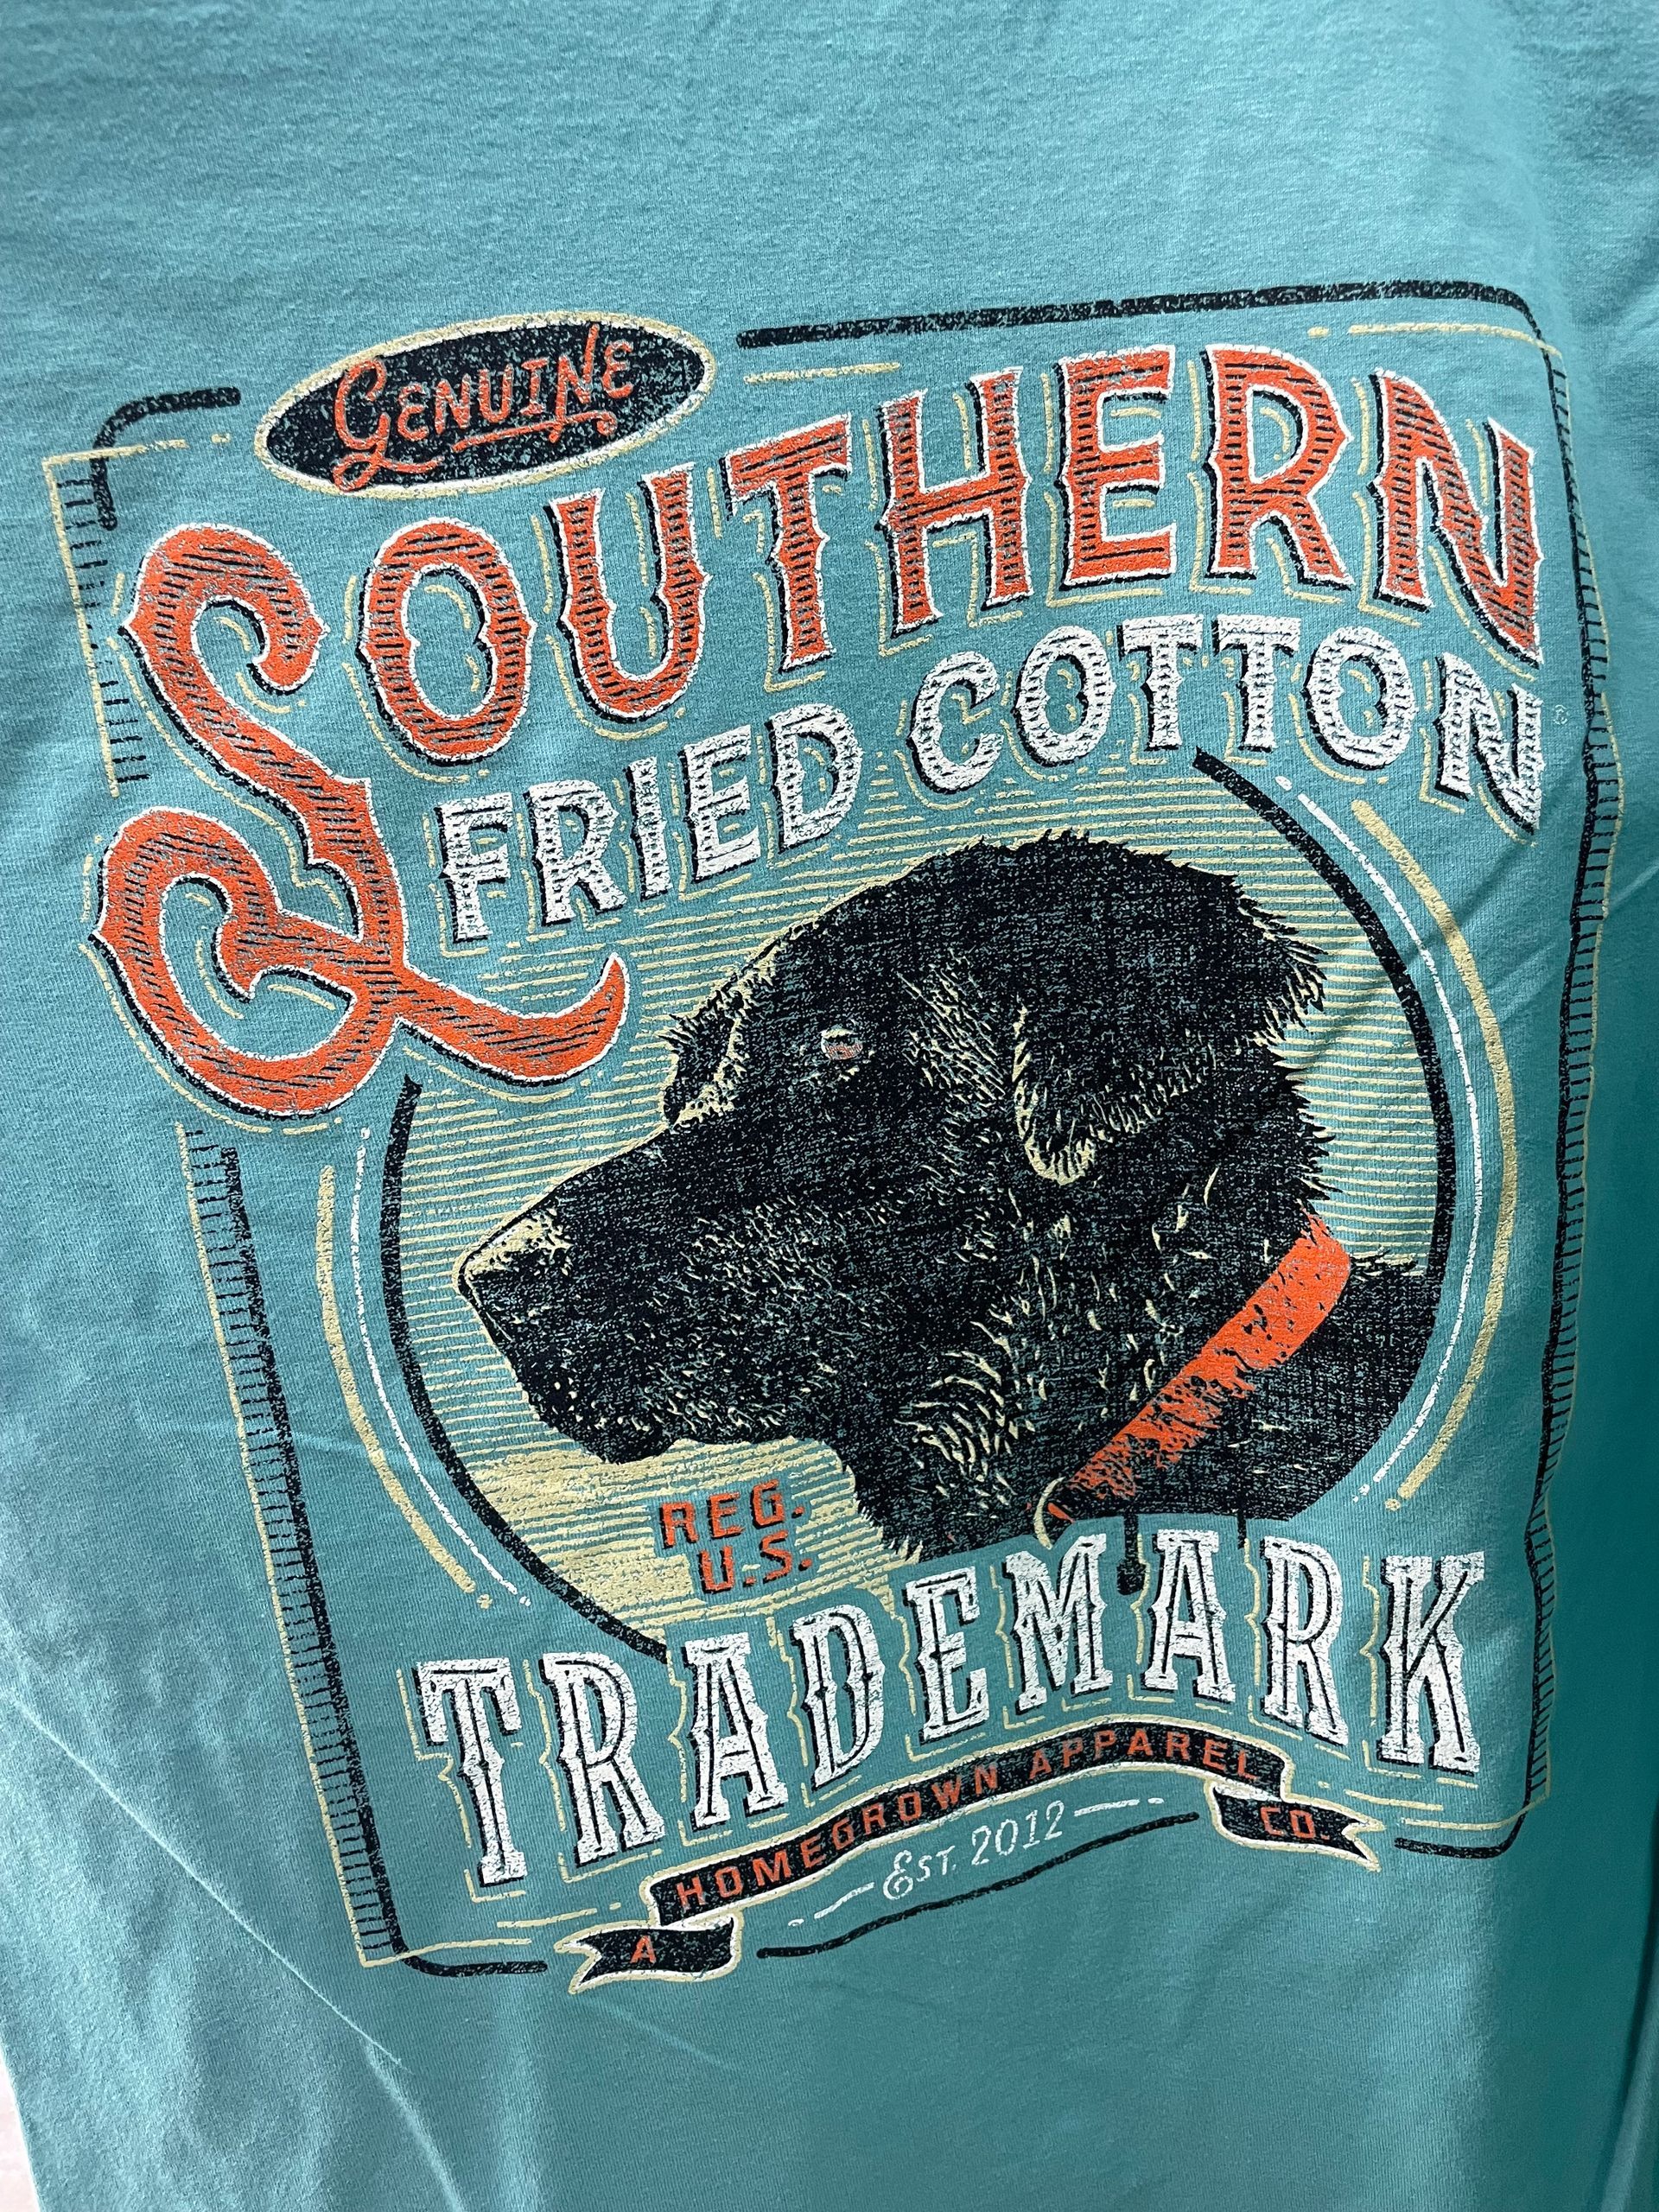 GENUINE
SOUTHERN
FRIED COTTON®
REG.
U.S.
TRADEMARK
A HOMEGROWN APPAREL CO.
EST. 2012